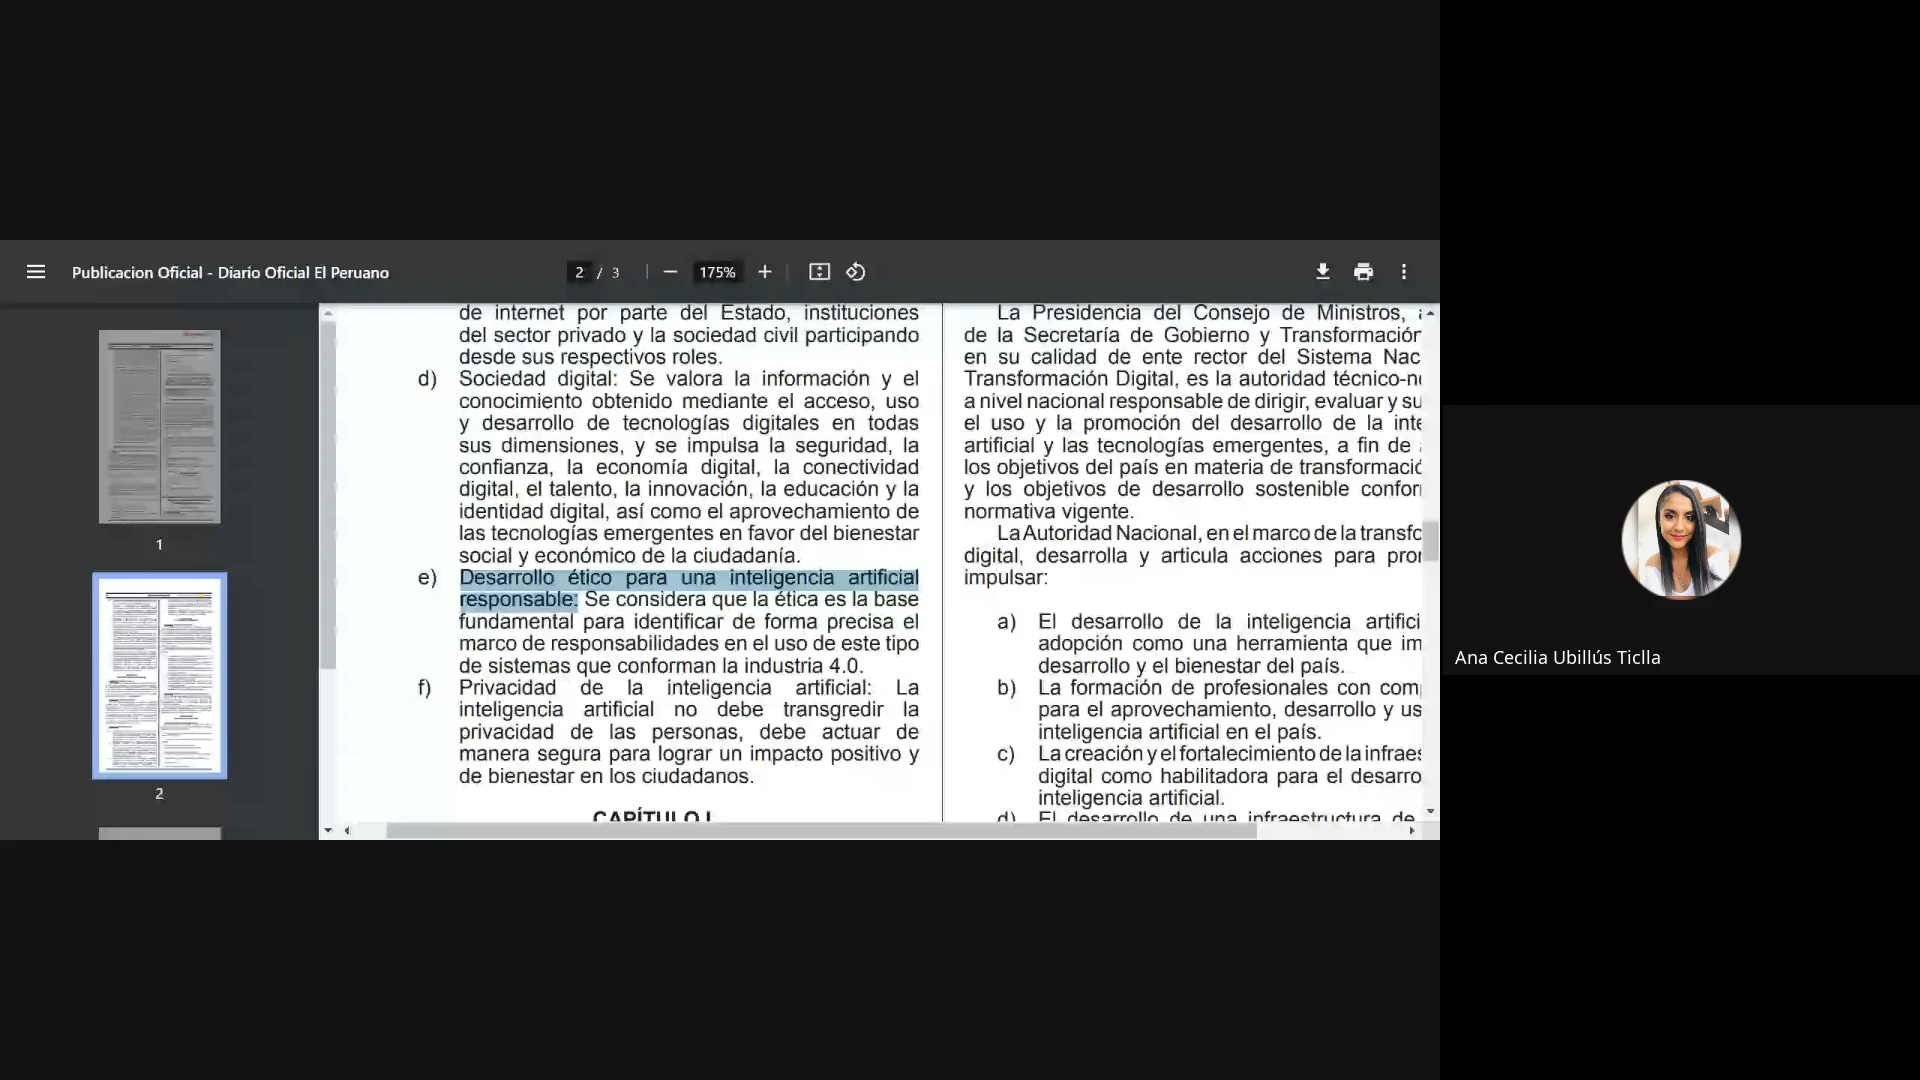 Publicacion Oficial - Diario Oficial El Peruano
2 / 3
175%
1
2
de internet por parte del Estado, instituciones
del sector privado y la sociedad civil participando
desde sus respectivos roles.
d) Sociedad digital: Se valora la información y el
conocimiento obtenido mediante el acceso, uso
y desarrollo de tecnologías digitales en todas
sus dimensiones, y se impulsa la seguridad, la
confianza, la economía digital, la conectividad
digital, el talento, la innovación, la educación y la
identidad digital, así como el aprovechamiento de
las tecnologías emergentes en favor del bienestar
social y económico de la ciudadanía.
e) Desarrollo ético para una inteligencia artificial
responsable: Se considera que la ética es la base
fundamental para identificar de forma precisa el
marco de responsabilidades en el uso de este tipo
de sistemas que conforman la industria 4.0.
f) Privacidad de la inteligencia artificial: La
inteligencia artificial no debe transgredir la
privacidad de las personas, debe actuar de
manera segura para lograr un impacto positivo y
de bienestar en los ciudadanos.
CAPÍTULO I
La Presidencia del Consejo de Ministros,
de la Secretaría de Gobierno y Transformación
en su calidad de ente rector del Sistema Nac
Transformación Digital, es la autoridad técnico-n
a nivel nacional responsable de dirigir, evaluar y su
el uso y la promoción del desarrollo de la inte
artificial y las tecnologías emergentes, a fin de
los objetivos del país en materia de transformació
y los objetivos de desarrollo sostenible confor
normativa vigente.
La Autoridad Nacional, en el marco de la transfo
digital, desarrolla y articula acciones para pro
impulsar:
a) El desarrollo de la inteligencia artifici
adopción como una herramienta que im
desarrollo y el bienestar del país.
b) La formación de profesionales con com
para el aprovechamiento, desarrollo y us
inteligencia artificial en el país.
c) La creación y el fortalecimiento de la infraes
digital como habilitadora para el desarro
inteligencia artificial.
d) El desarrollo de una infraestructura de
Ana Cecilia Ubillús Ticlla